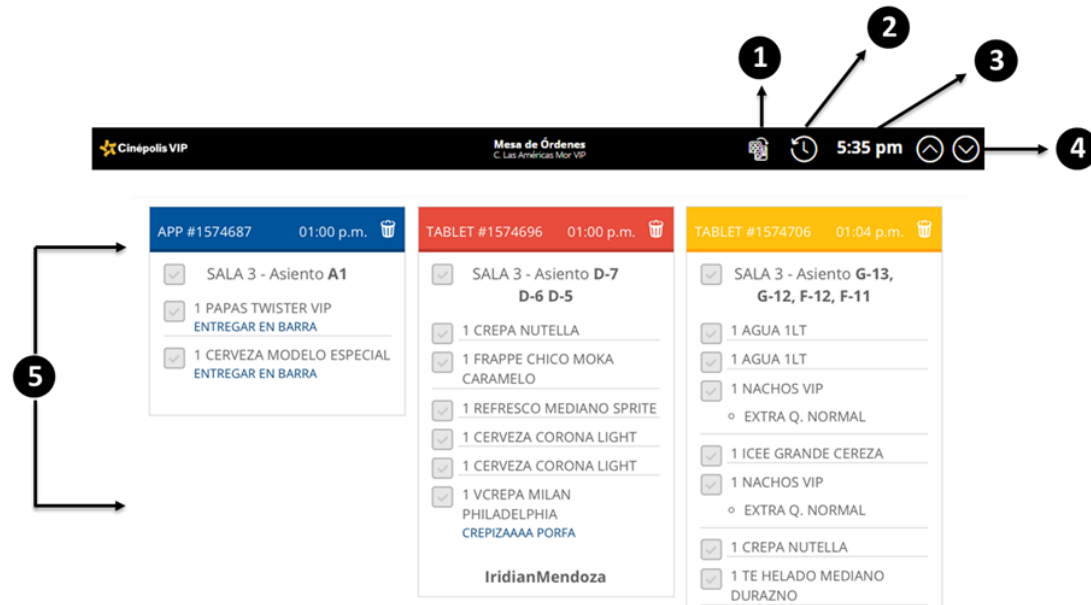 1
2
3
Cinépolis VIP
Mesa de Órdenes
C. Las Américas Mor VIP
5:35 pm
4
5
APP #1574687 01:00 p.m.
SALA 3 - Asiento A1
1 PAPAS TWISTER VIP
ENTREGAR EN BARRA
1 CERVEZA MODELO ESPECIAL
ENTREGAR EN BARRA
TABLET #1574696 01:00 p.m.
SALA 3 - Asiento D-7
D-6 D-5
1 CREPA NUTELLA
1 FRAPPE CHICO MOKA
CARAMELO
1 REFRESCO MEDIANO SPRITE
1 CERVEZA CORONA LIGHT
1 CERVEZA CORONA LIGHT
1 VCREPA MILAN
PHILADELPHIA
CREPIZAAAA PORFA
IridianMendoza
TABLET #1574706 01:04 p.m.
SALA 3 - Asiento G-13,
G-12, F-12, F-11
1 AGUA 1LT
1 AGUA 1LT
1 NACHOS VIP
EXTRA Q. NORMAL
1 ICEE GRANDE CEREZA
1 NACHOS VIP
EXTRA Q. NORMAL
1 CREPA NUTELLA
1 TE HELADO MEDIANO
DURAZNO